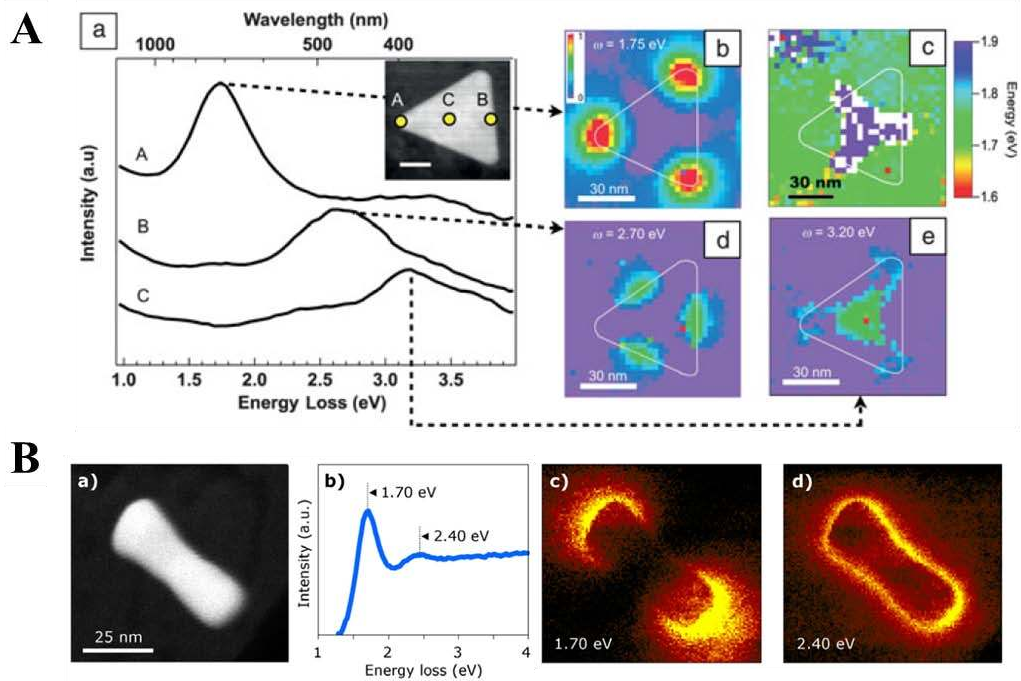 A
a
Wavelength (nm)
1000 480 400
Intensity (a.u)
A
B
C
A C B
1.0 1.5 2.0 2.5 3.0 3.5
Energy Loss (eV)
b
ω = 1.75 eV
1
0
30 nm
c
30 nm
1.9
1.8
1.7
1.6
Energy (eV)
d
ω = 2.70 eV
30 nm
e
ω = 3.20 eV
30 nm
B
a)
25 nm
b)
1.70 eV
2.40 eV
Intensity (a.u.)
1 2 3 4
Energy loss (eV)
c)
1.70 eV
d)
2.40 eV